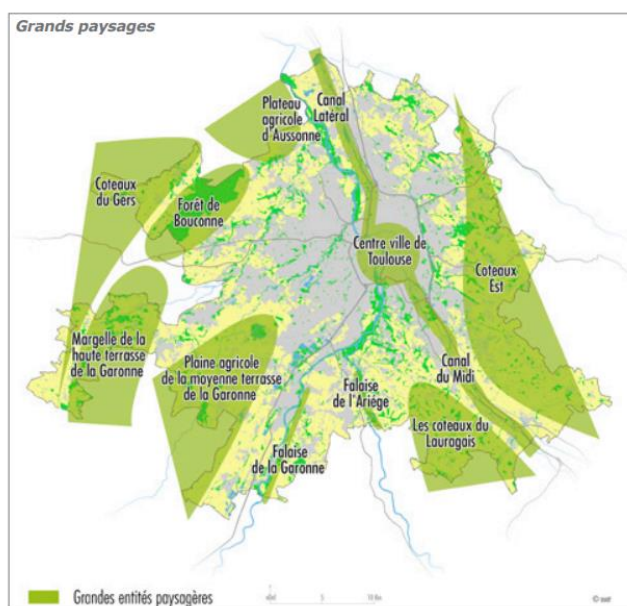 Grands paysages
Plateau
agricole
d'Aussonne
Canal
Latéral
Coteaux
du Gers
Forêt de
Bouconne
Centre ville de
Toulouse
Coteaux
Est
Margelle de la
haute terrasse
de la Garonne
Plaine agricole
de la moyenne terrasse
de la Garonne
Canal
du Midi
Falaise
de l'Ariège
Les coteaux du
Lauragais
Falaise
de la Garonne
Grandes entités paysagères